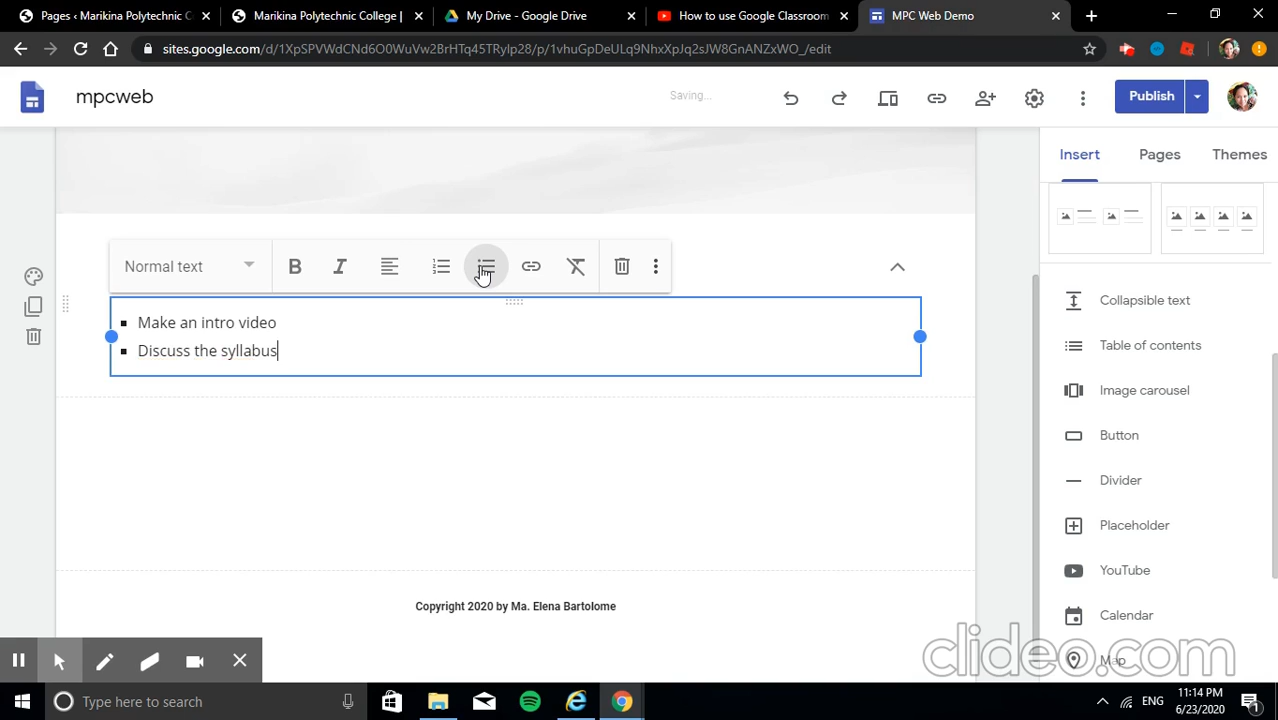 Pages ‹ Marikina Polytechnic C
Marikina Polytechnic College |
My Drive - Google Drive
How to use Google Classroom
MPC Web Demo
sites.google.com/d/1XpSPVWdCNd6O0WuVw2BrHTq45TRylp28/p/1vhuGpDeULq9NhxXpJq2sJW8GnANZxWO_/edit
mpcweb
Saving...
Publish
Insert
Pages
Themes
Normal text
Make an intro video
Discuss the syllabus
Collapsible text
Table of contents
Image carousel
Button
Divider
Placeholder
YouTube
Calendar
Map
Copyright 2020 by Ma. Elena Bartolome
clideo.com
Type here to search
ENG
11:14 PM
6/23/2020
1